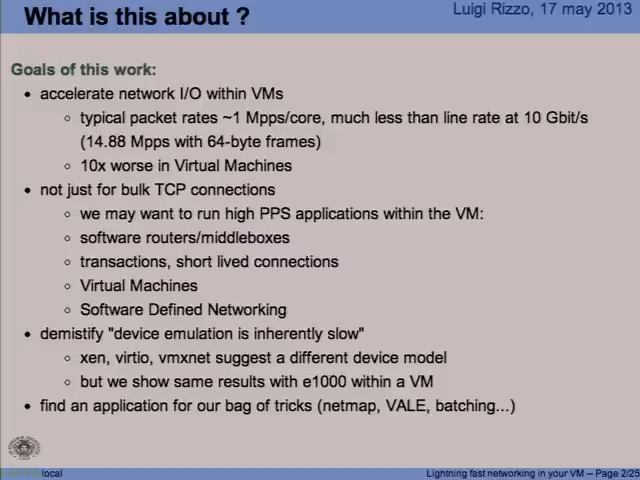 What is this about ?
Luigi Rizzo, 17 may 2013
Goals of this work:
• accelerate network I/O within VMs
◦ typical packet rates ~1 Mpps/core, much less than line rate at 10 Gbit/s
(14.88 Mpps with 64-byte frames)
◦ 10x worse in Virtual Machines
• not just for bulk TCP connections
◦ we may want to run high PPS applications within the VM:
◦ software routers/middleboxes
◦ transactions, short lived connections
◦ Virtual Machines
◦ Software Defined Networking
• demistify "device emulation is inherently slow"
◦ xen, virtio, vmxnet suggest a different device model
◦ but we show same results with e1000 within a VM
• find an application for our bag of tricks (netmap, VALE, batching...)
local
Lightning fast networking in your VM – Page 2/25